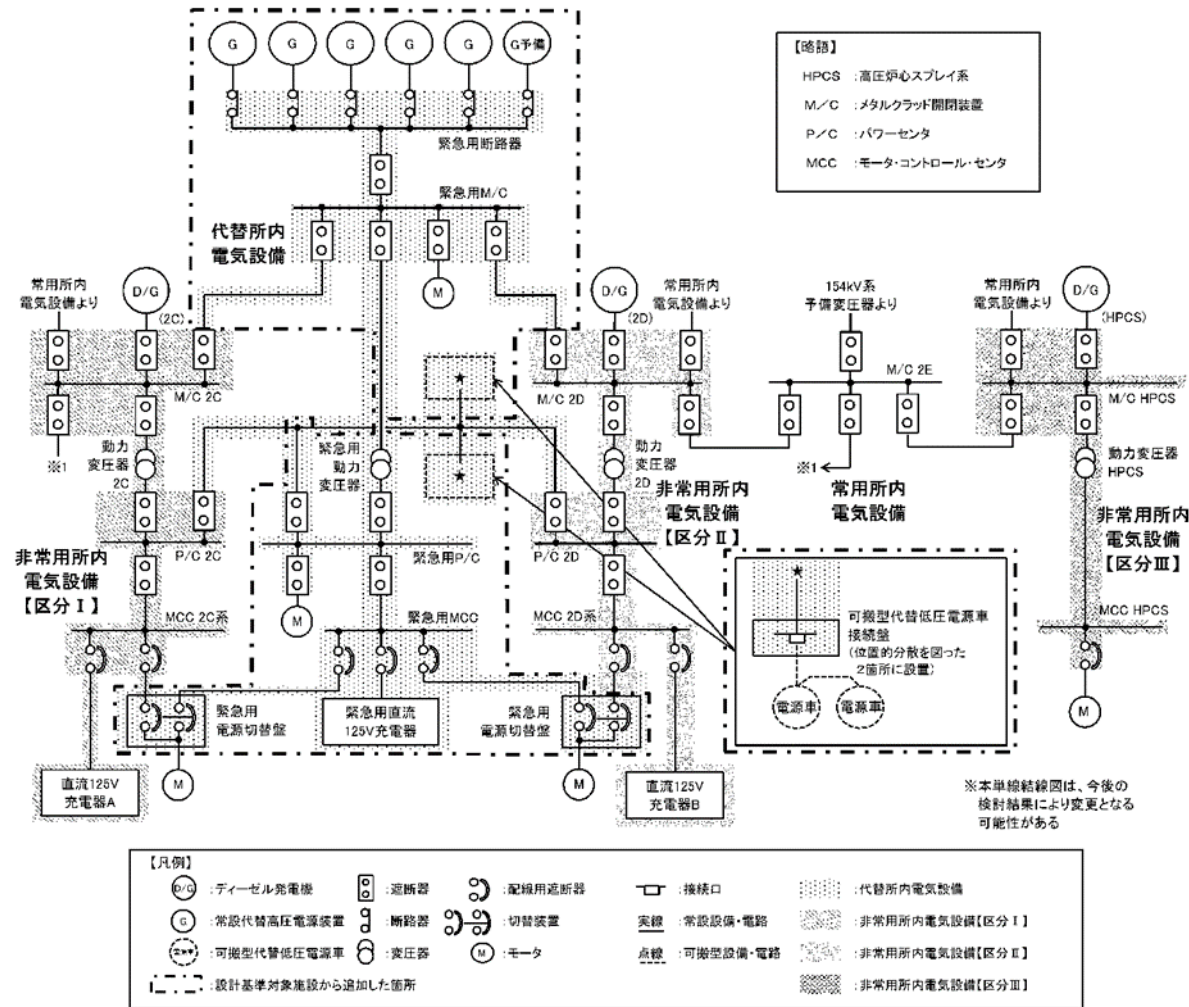 G
G
G
G
G
G予備
緊急用断路器
緊急用M/C
代替所内
電気設備
【略語】
HPCS :高圧炉心スプレイ系
M/C :メタルクラッド開閉装置
P/C :パワーセンタ
MCC :モータ・コントロール・センタ
常用所内
電気設備より
D/G
(2C)
M
D/G
(2D)
常用所内
電気設備より
154kV系
予備変圧器より
常用所内
電気設備より
D/G
(HPCS)
M/C 2C
M/C 2D
M/C 2E
M/C HPCS
※1
動力
変圧器
2C
緊急用
動力
変圧器
動力
変圧器
2D
※1
常用所内
電気設備
動力変圧器
HPCS
非常用所内
電気設備
【区分Ⅱ】
非常用所内
電気設備
【区分Ⅲ】
P/C 2C
緊急用P/C
P/C 2D
非常用所内
電気設備
【区分Ⅰ】
M
MCC 2C系
緊急用MCC
MCC 2D系
MCC HPCS
可搬型代替低圧電源車
接続盤
(位置的分散を図った
2箇所に設置)
電源車
電源車
緊急用
電源切替盤
緊急用直流
125V充電器
緊急用
電源切替盤
M
M
M
直流125V
充電器A
直流125V
充電器B
※本単線結線図は、今後の
検討結果により変更となる
可能性がある
【凡例】
D/G :ディーゼル発電機
:遮断器
:配線用遮断器
:接続口
:代替所内電気設備
G :常設代替高圧電源装置
:断路器
:切替装置
実線 :常設設備・電路
:非常用所内電気設備【区分Ⅰ】
電源車 :可搬型代替低圧電源車
:変圧器
M :モータ
点線 :可搬型設備・電路
:非常用所内電気設備【区分Ⅱ】
:設計基準対象施設から追加した箇所
:非常用所内電気設備【区分Ⅲ】